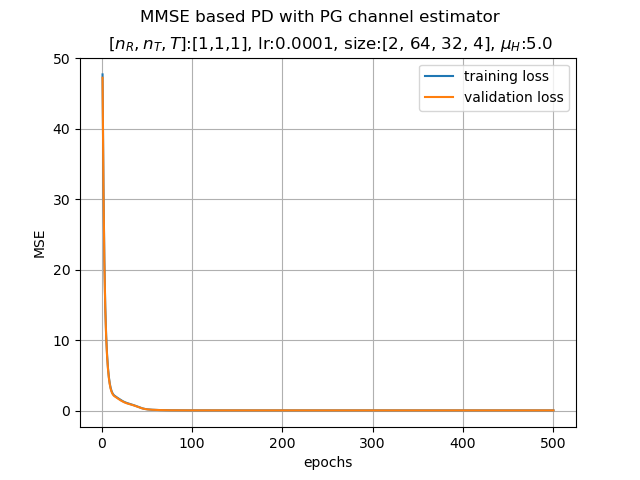 MMSE based PD with PG channel estimator
[n_R, n_T, T]:[1,1,1], lr:0.0001, size:[2, 64, 32, 4], μ_H:5.0
training loss
validation loss
50
40
30
20
10
0
MSE
0 100 200 300 400 500
epochs